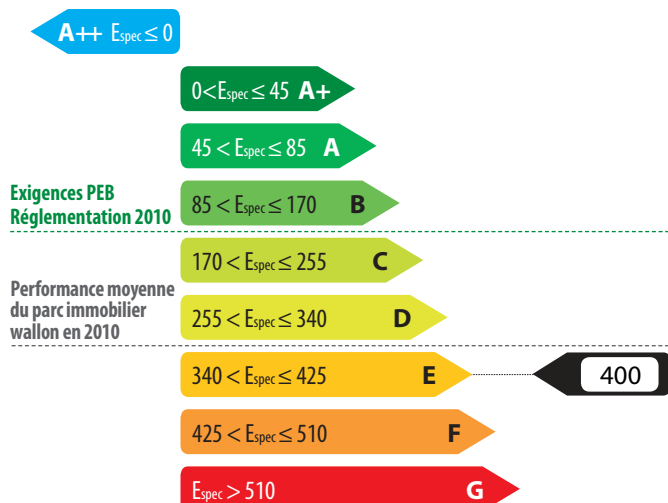 A++ Espec ≤ 0
0<Espec ≤ 45 A+
45 < Espec ≤ 85 A
Exigences PEB
Réglementation 2010
85 < Espec ≤ 170 B
170 < Espec ≤ 255 C
Performance moyenne
du parc immobilier
wallon en 2010
255 < Espec ≤ 340 D
340 < Espec ≤ 425 E
400
425 < Espec ≤ 510 F
Espec > 510 G